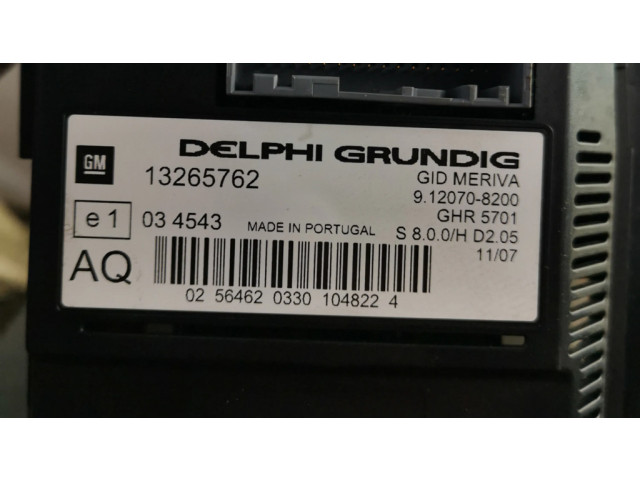 DELPHI GRUNDIG
GM
13265762
GID MERIVA
9.12070-8200
GHR 5701
e1
03 4543
MADE IN PORTUGAL
S 8.0.0/H D2.05
11/07
AQ
02 56462 0330 104822 4